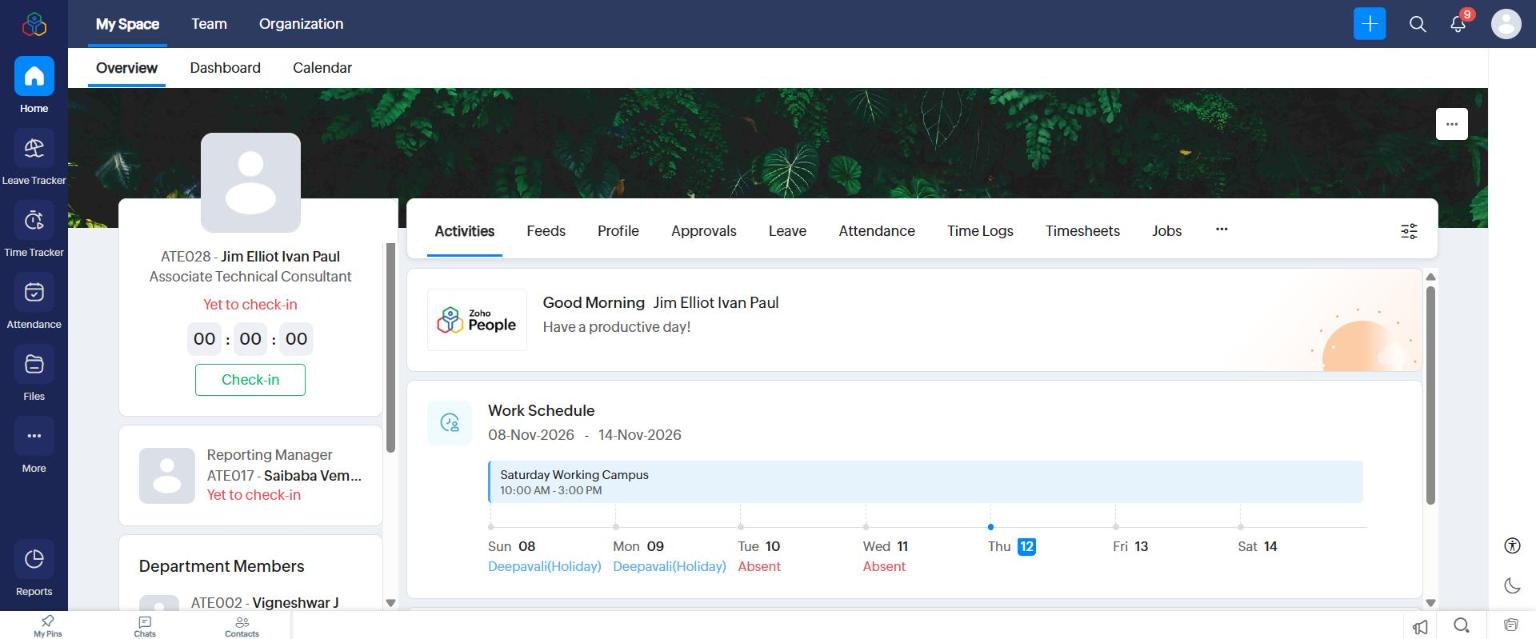 My Space
Team
Organization
9
Overview
Dashboard
Calendar
Home
Leave Tracker
Time Tracker
Attendance
Files
More
Reports
ATE028 - Jim Elliot Ivan Paul
Associate Technical Consultant
Yet to check-in
00 : 00 : 00
Check-in
Reporting Manager
ATE017 - Saibaba Vem...
Yet to check-in
Department Members
ATE002 - Vigneshwar J
Activities
Feeds
Profile
Approvals
Leave
Attendance
Time Logs
Timesheets
Jobs
Zoho
People
Good Morning Jim Elliot Ivan Paul
Have a productive day!
Work Schedule
08-Nov-2026 - 14-Nov-2026
Saturday Working Campus
10:00 AM - 3:00 PM
Sun 08
Deepavali(Holiday)
Mon 09
Deepavali(Holiday)
Tue 10
Absent
Wed 11
Absent
Thu 12
Fri 13
Sat 14
My Pins
Chats
Contacts